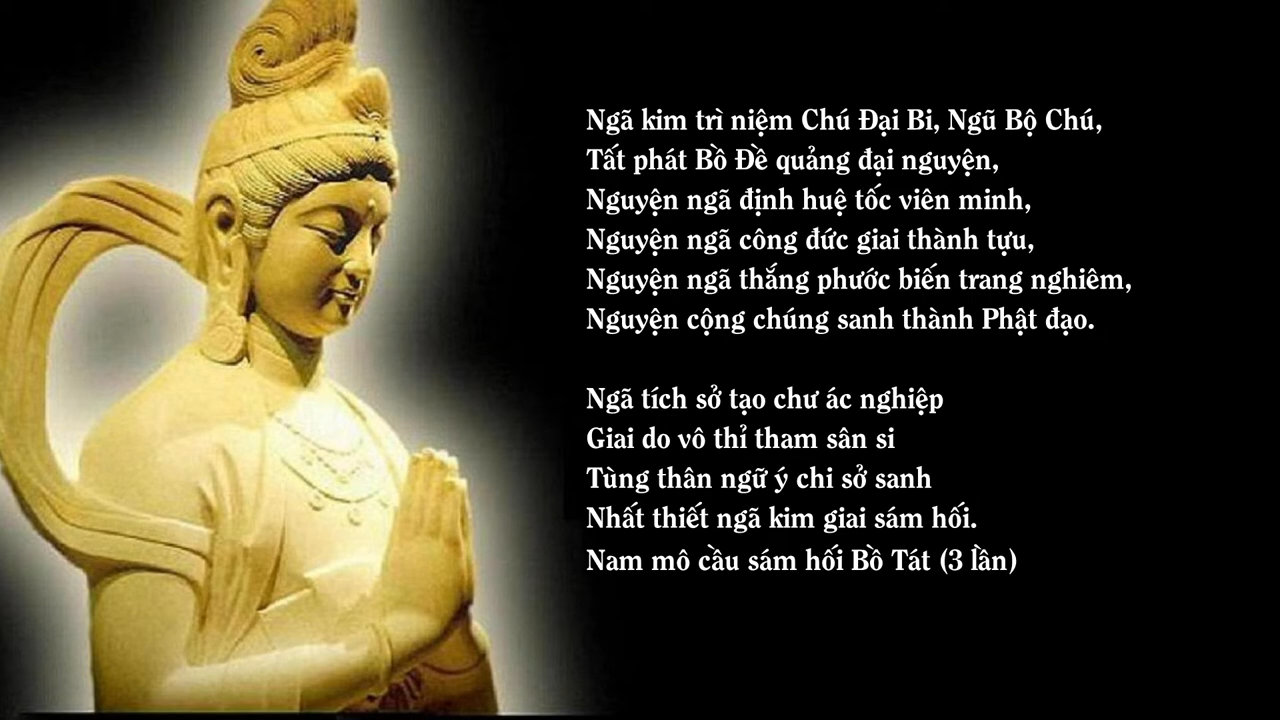 Ngã kim trì niệm Chú Đại Bi, Ngũ Bộ Chú,
Tất phát Bồ Đề quảng đại nguyện,
Nguyện ngã định huệ tốc viên minh,
Nguyện ngã công đức giai thành tựu,
Nguyện ngã thắng phước biến trang nghiêm,
Nguyện cộng chúng sanh thành Phật đạo.
Ngã tích sở tạo chư ác nghiệp
Giai do vô thỉ tham sân si
Tùng thân ngữ ý chi sở sanh
Nhất thiết ngã kim giai sám hối.
Nam mô cầu sám hối Bồ Tát (3 lần)